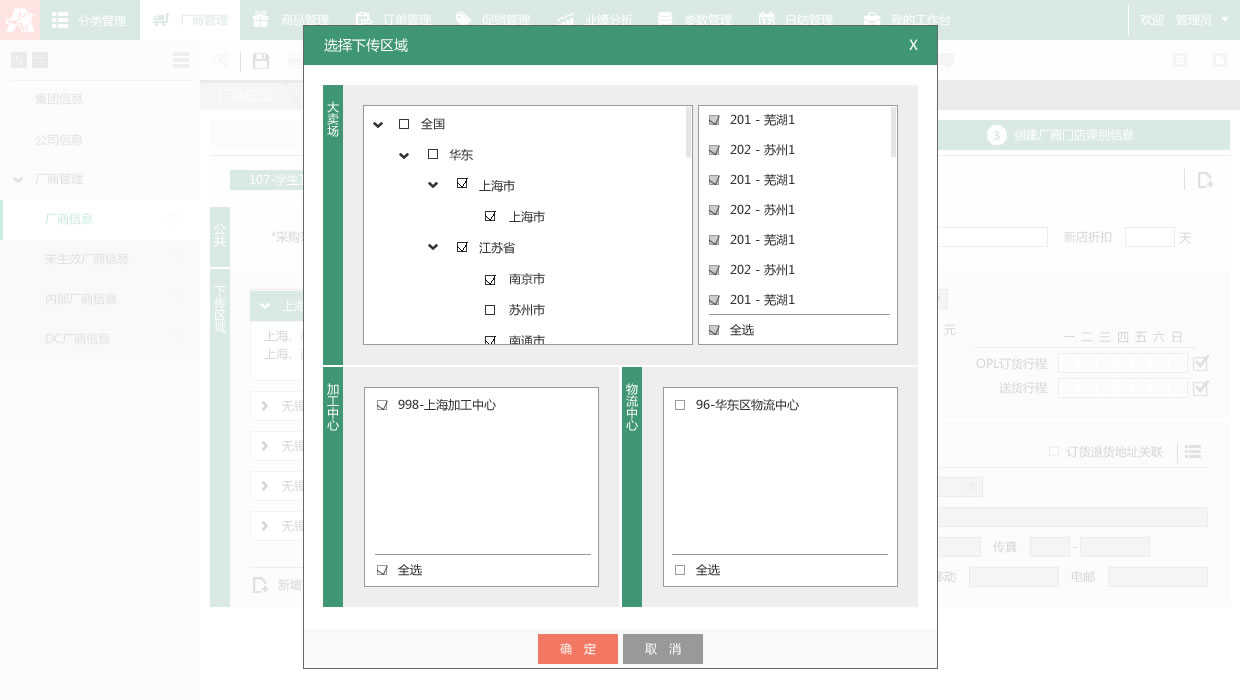 分类管理
厂商管理
商品管理
订单管理
促销管理
业绩分析
参数管理
日结管理
我的工作台
欢迎，管理员
集团信息
公司信息
厂商管理
厂商信息
未生效厂商信息
内部厂商信息
DC厂商信息
厂商总览
3 创建厂商门店课别信息
107-学生
公共
*采购
新店折扣
天
下传区域
上海
上海、
上海、
无锡
无锡
无锡
无锡
新增
元
一 二 三 四 五 六 日
OPL订货行程
送货行程
订货退货地址关联
市
传真
-
移动
电邮
选择下传区域
X
大卖场
全国
华东
上海市
上海市
江苏省
南京市
苏州市
南通市
201 - 芜湖1
202 - 苏州1
201 - 芜湖1
202 - 苏州1
201 - 芜湖1
202 - 苏州1
201 - 芜湖1
全选
加工中心
998-上海加工中心
全选
物流中心
96-华东区物流中心
全选
确 定
取 消